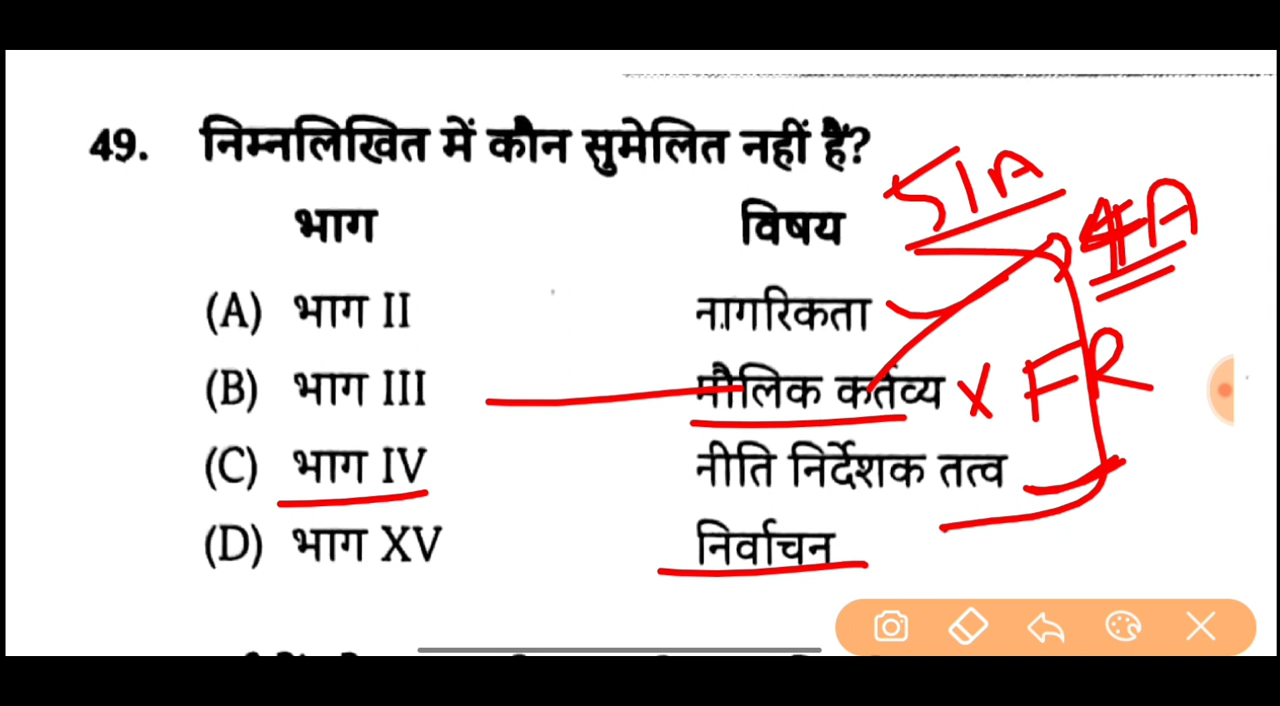 49. निम्नलिखित में कौन सुमेलित नहीं हैं?
51A
भाग विषय
4A
(A) भाग II नागरिकता
(B) भाग III मौलिक कर्तव्य X FR
(C) भाग IV नीति निर्देशक तत्व
(D) भाग XV निर्वाचन